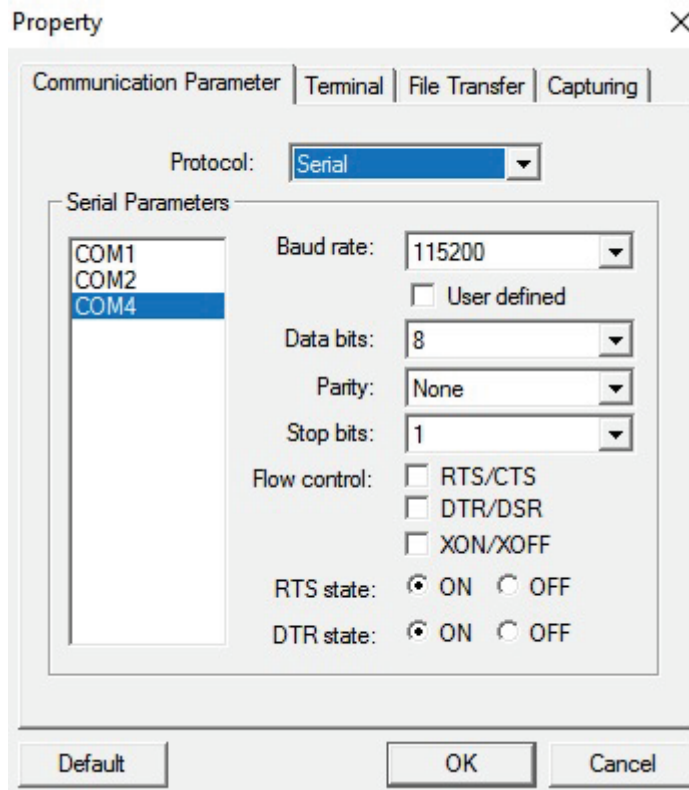 Property
Communication Parameter Terminal File Transfer Capturing
Protocol: Serial
Serial Parameters
COM1
COM2
COM4
Baud rate: 115200
User defined
Data bits: 8
Parity: None
Stop bits: 1
Flow control: RTS/CTS
DTR/DSR
XON/XOFF
RTS state: ON OFF
DTR state: ON OFF
Default OK Cancel